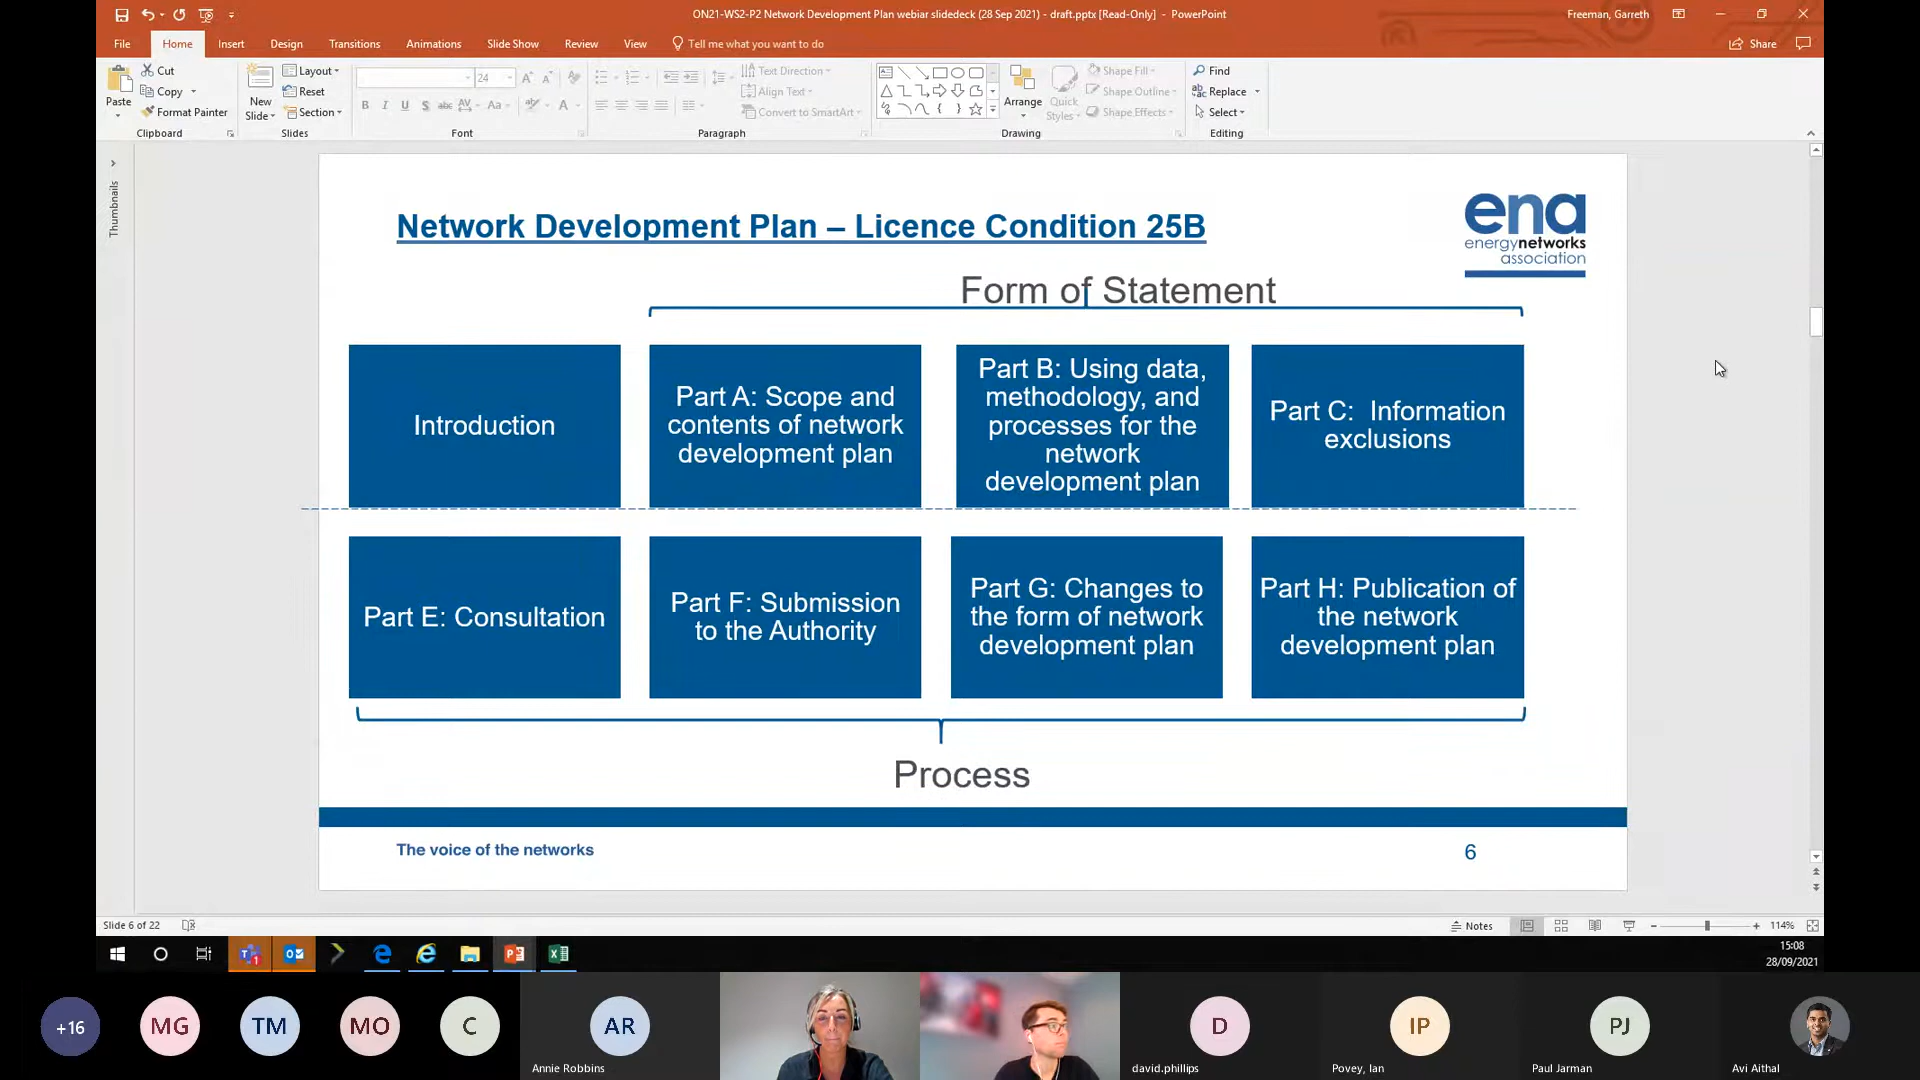 ON21-WS2-P2 Network Development Plan webiar slidedeck (28 Sep 2021) - draft.pptx [Read-Only] - PowerPoint
Freeman, Garreth
File
Home
Insert
Design
Transitions
Animations
Slide Show
Review
View
Tell me what you want to do
Share
Paste
Cut
Copy
Format Painter
Clipboard
New
Slide
Layout
Reset
Section
Slides
24
Font
Text Direction
Align Text
Convert to SmartArt
Paragraph
Arrange
Quick
Styles
Shape Fill
Shape Outline
Shape Effects
Drawing
Find
Replace
Select
Editing
Thumbnails
Network Development Plan – Licence Condition 25B
ena
energynetworks
association
Form of Statement
Introduction
Part A: Scope and
contents of network
development plan
Part B: Using data,
methodology, and
processes for the
network
development plan
Part C: Information
exclusions
Part E: Consultation
Part F: Submission
to the Authority
Part G: Changes to
the form of network
development plan
Part H: Publication of
the network
development plan
Process
The voice of the networks
6
Slide 6 of 22
Notes
114%
15:08
28/09/2021
+16
MG
TM
MO
C
AR
Annie Robbins
D
david.phillips
IP
Povey, Ian
PJ
Paul Jarman
Avi Aithal